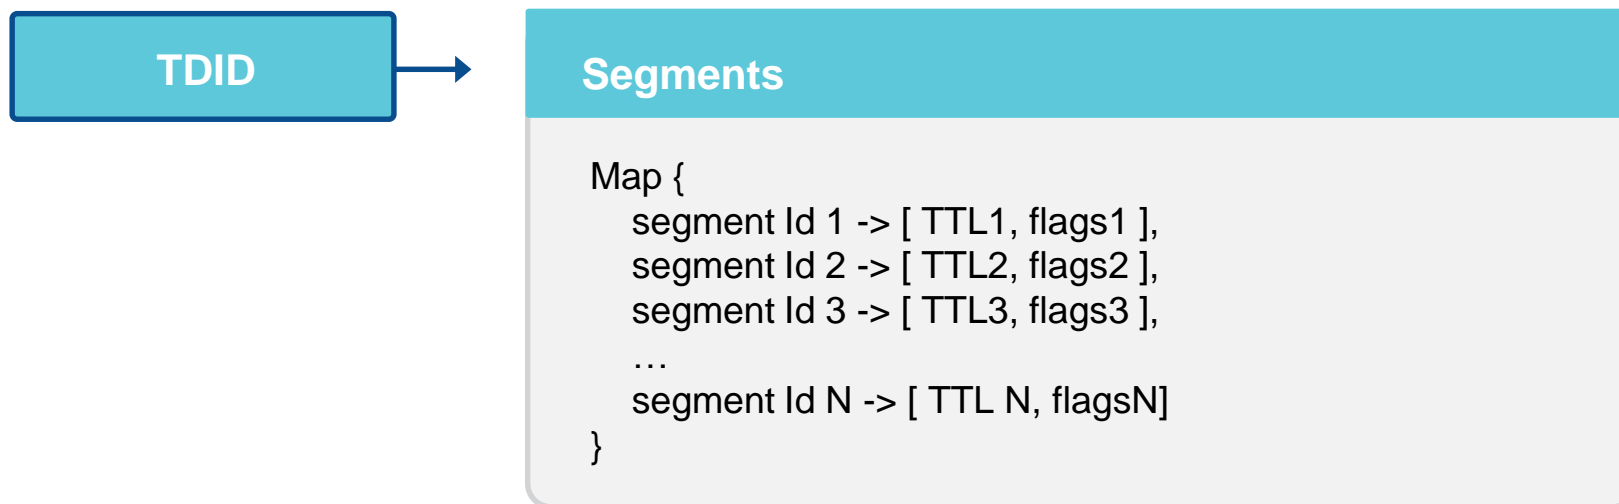 TDID
Segments
Map {
segment Id 1 -> [ TTL1, flags1 ],
segment Id 2 -> [ TTL2, flags2 ],
segment Id 3 -> [ TTL3, flags3 ],
…
segment Id N -> [ TTL N, flagsN]
}